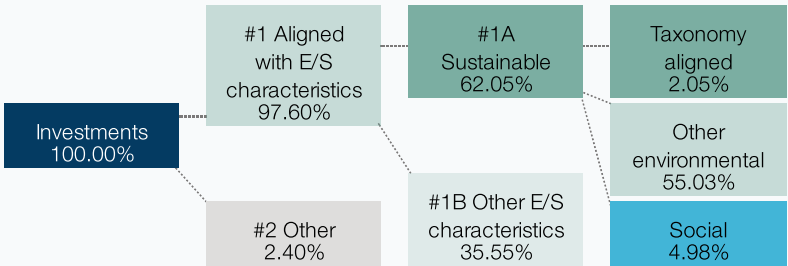 Investments
100.00%
#1 Aligned
with E/S
characteristics
97.60%
#2 Other
2.40%
#1A
Sustainable
62.05%
#1B Other E/S
characteristics
35.55%
Taxonomy
aligned
2.05%
Other
environmental
55.03%
Social
4.98%